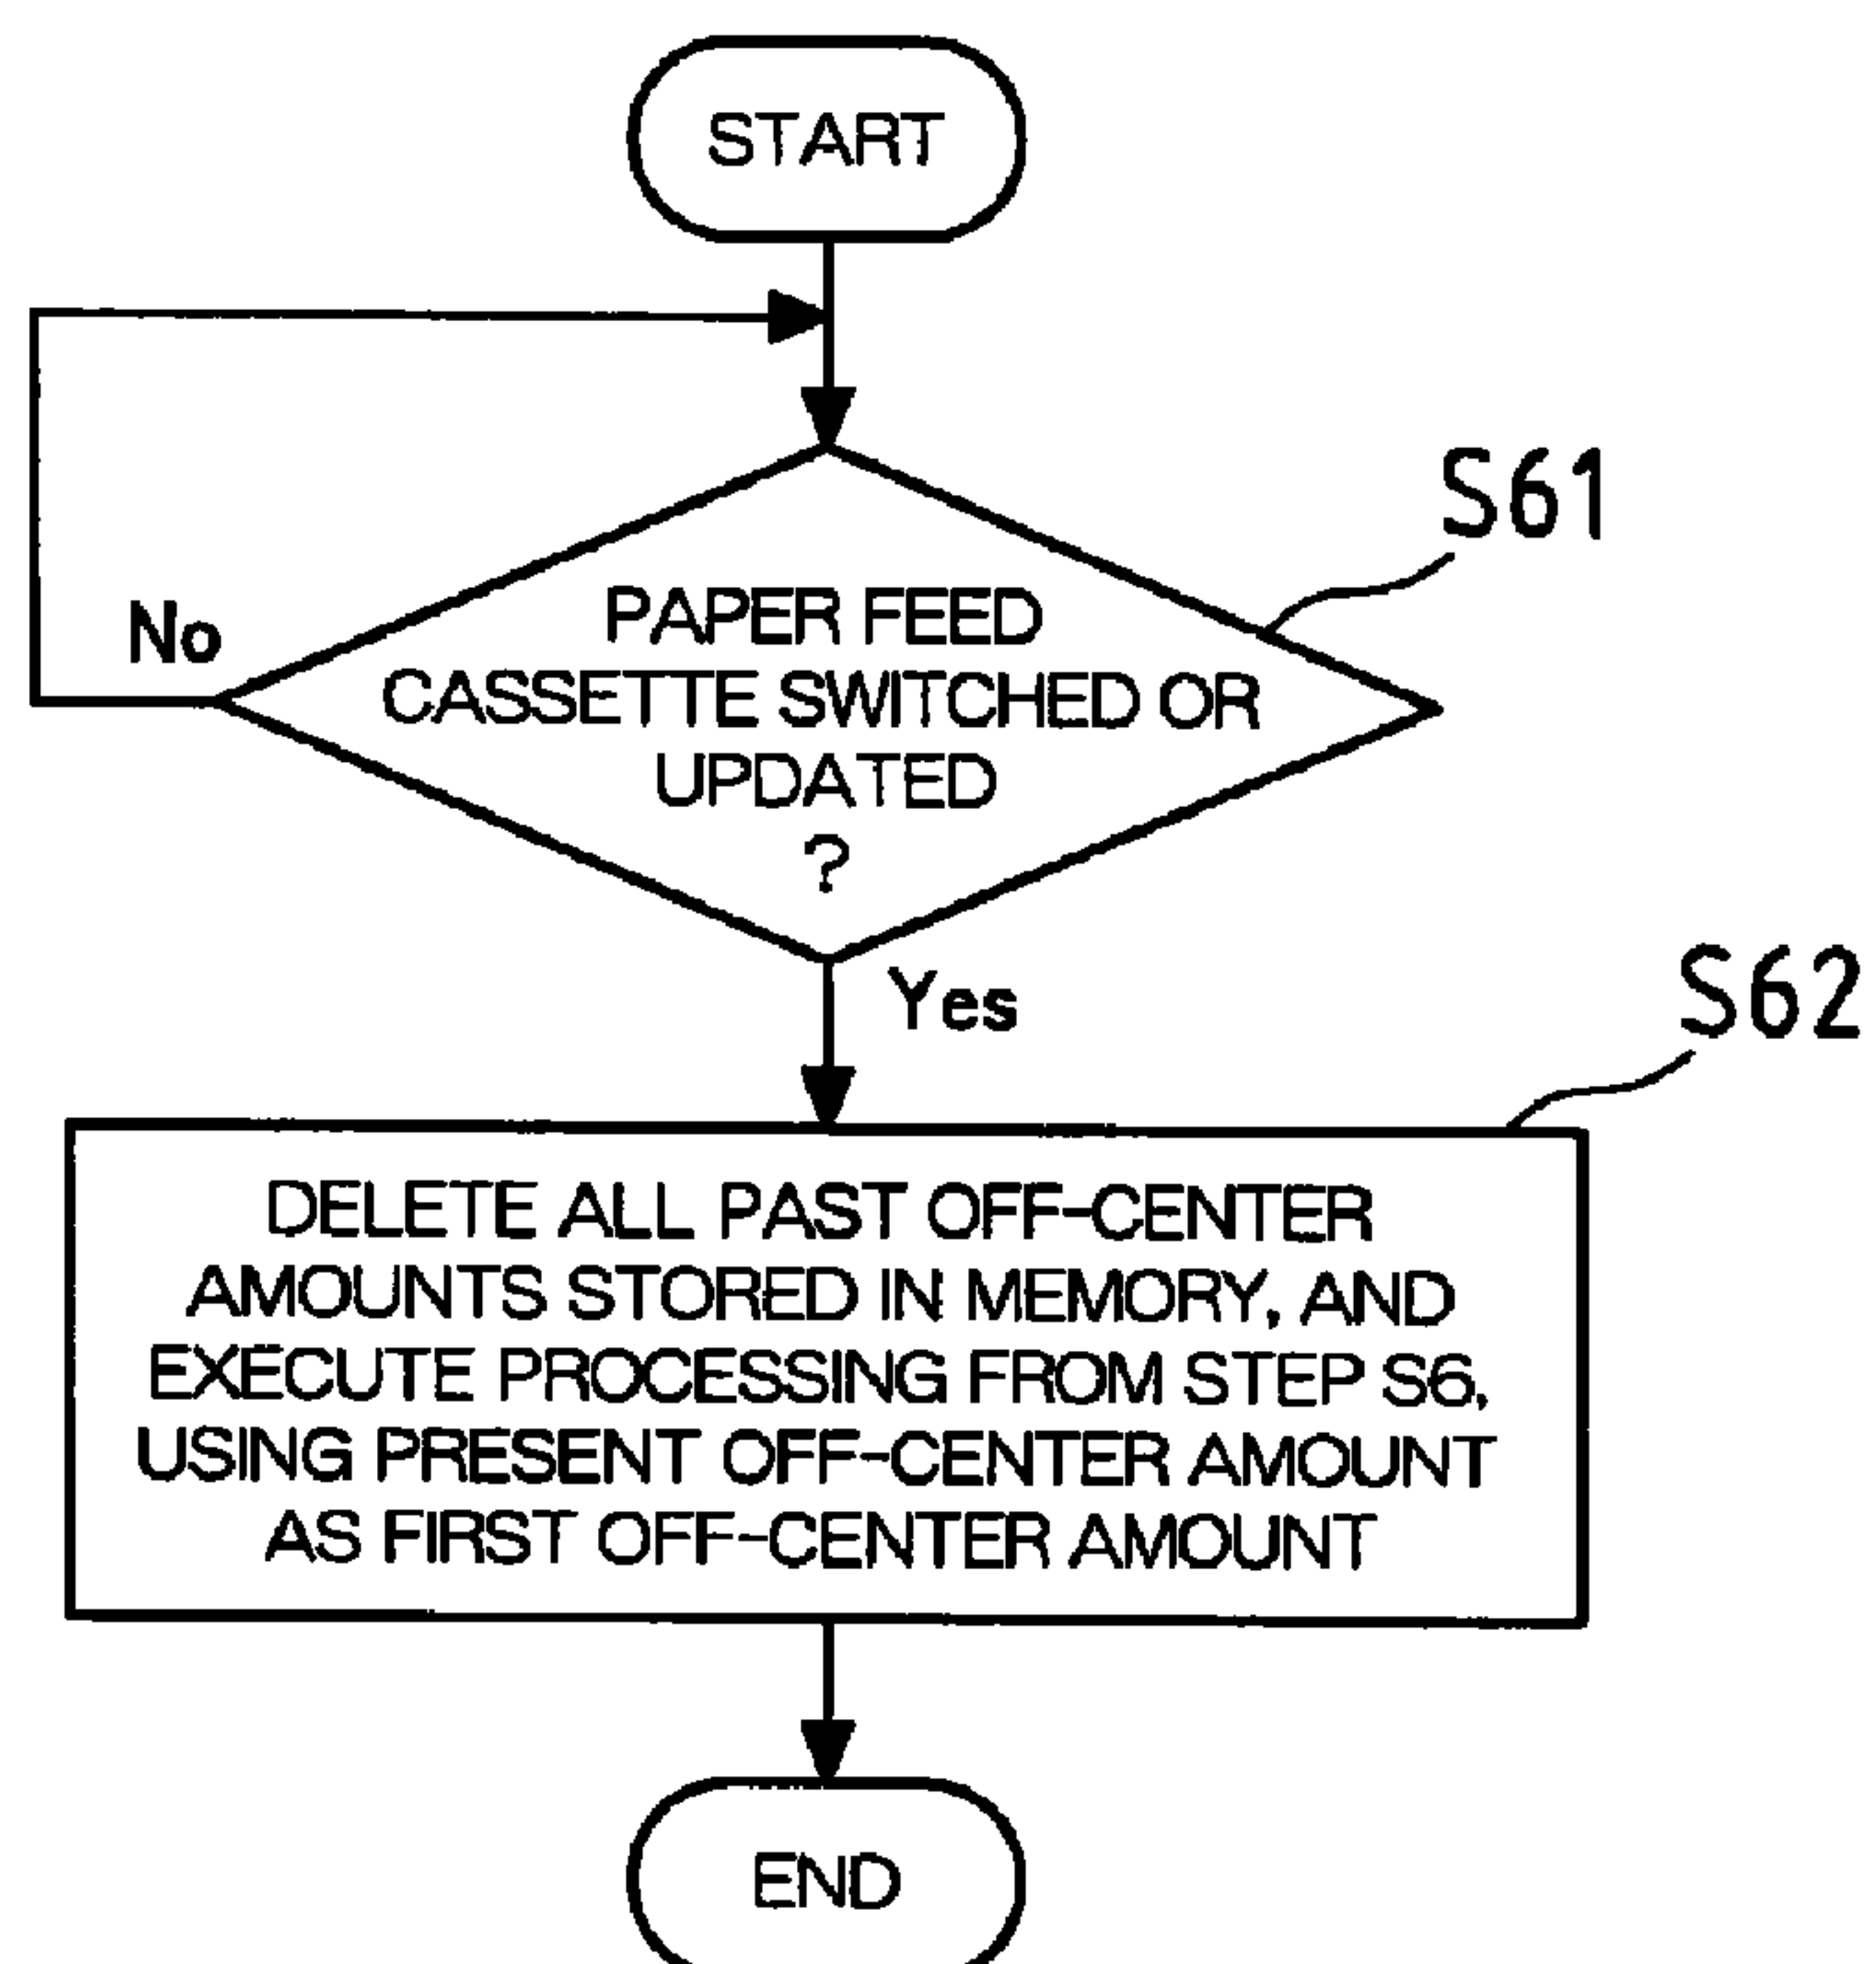 START
S61
No
PAPER FEED
CASSETTE SWITCHED OR
UPDATED
?
Yes
S62
DELETE ALL PAST OFF-CENTER
AMOUNTS STORED IN MEMORY, AND
EXECUTE PROCESSING FROM STEP S6,
USING PRESENT OFF-CENTER AMOUNT
AS FIRST OFF-CENTER AMOUNT
END